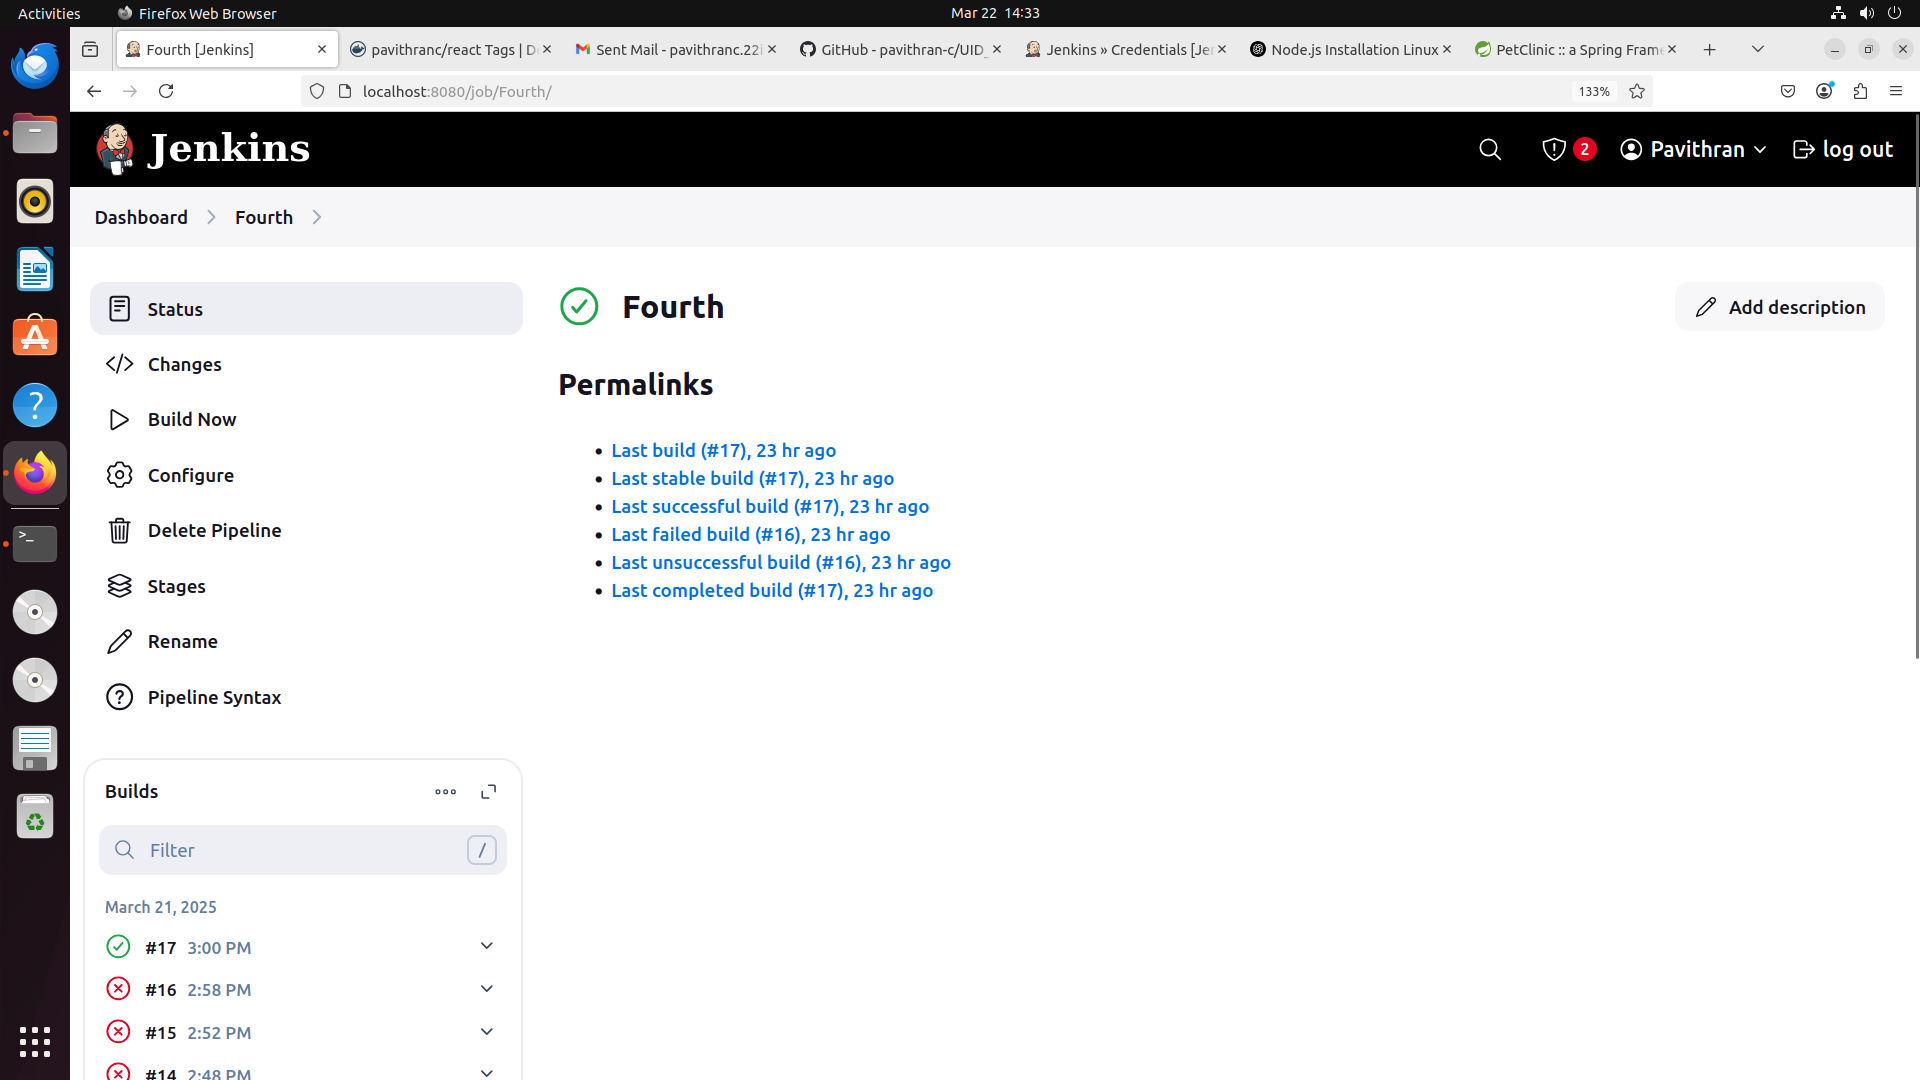 Activities
Firefox Web Browser
Mar 22 14:33
Fourth [Jenkins]
pavithranc/react Tags | D
Sent Mail - pavithranc.22i
GitHub - pavithran-c/UID_
Jenkins » Credentials [Je
Node.js Installation Linux
PetClinic :: a Spring Frame
localhost:8080/job/Fourth/
133%
Jenkins
2
Pavithran
log out
Dashboard
Fourth
Status
Changes
Build Now
Configure
Delete Pipeline
Stages
Rename
Pipeline Syntax
Fourth
Add description
Permalinks
Last build (#17), 23 hr ago
Last stable build (#17), 23 hr ago
Last successful build (#17), 23 hr ago
Last failed build (#16), 23 hr ago
Last unsuccessful build (#16), 23 hr ago
Last completed build (#17), 23 hr ago
Builds
Filter
/
March 21, 2025
#17 3:00 PM
#16 2:58 PM
#15 2:52 PM
#14 2:48 PM